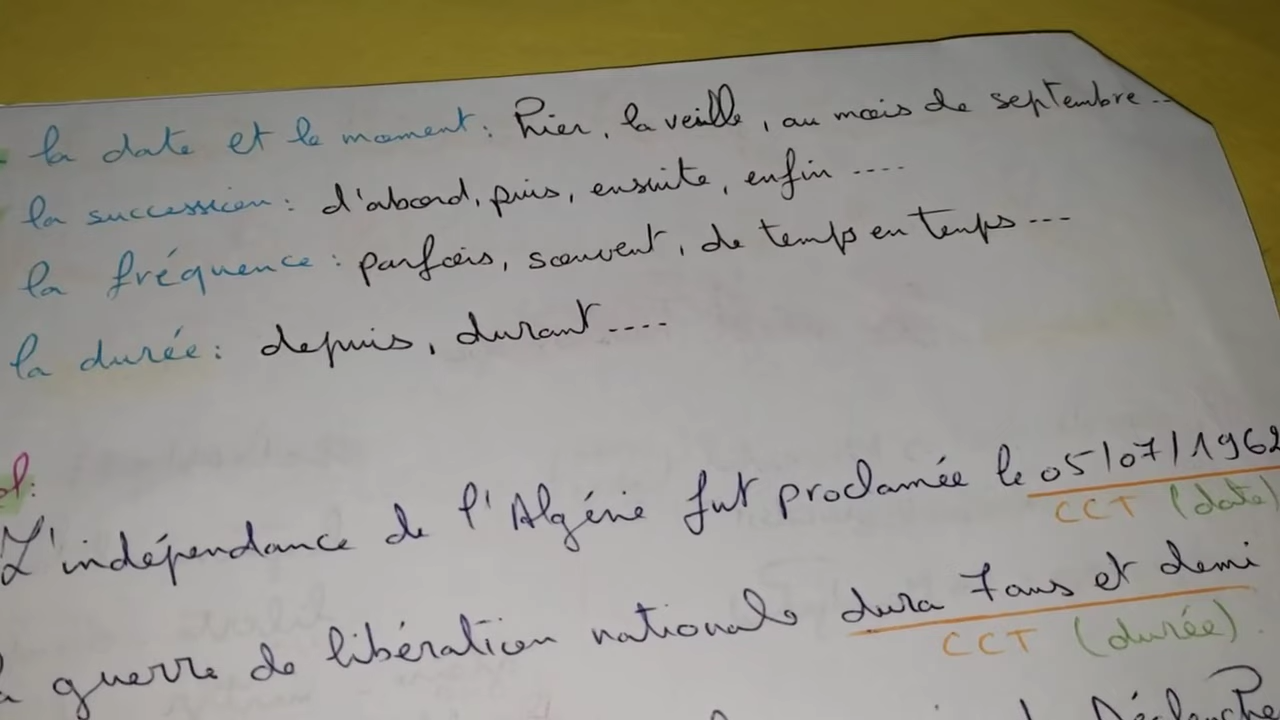 la date et le moment : hier, la veille, au mois de septembre...
la succession : d'abord, puis, ensuite, enfin ....
la fréquence : parfois, souvent, de temps en temps ...
la durée : depuis, durant ....
L'indépendance de l'Algérie fut proclamée le 05/07/1962
CCT (date)
guerre de libération nationale dura 7 ans et demi
CCT (durée).